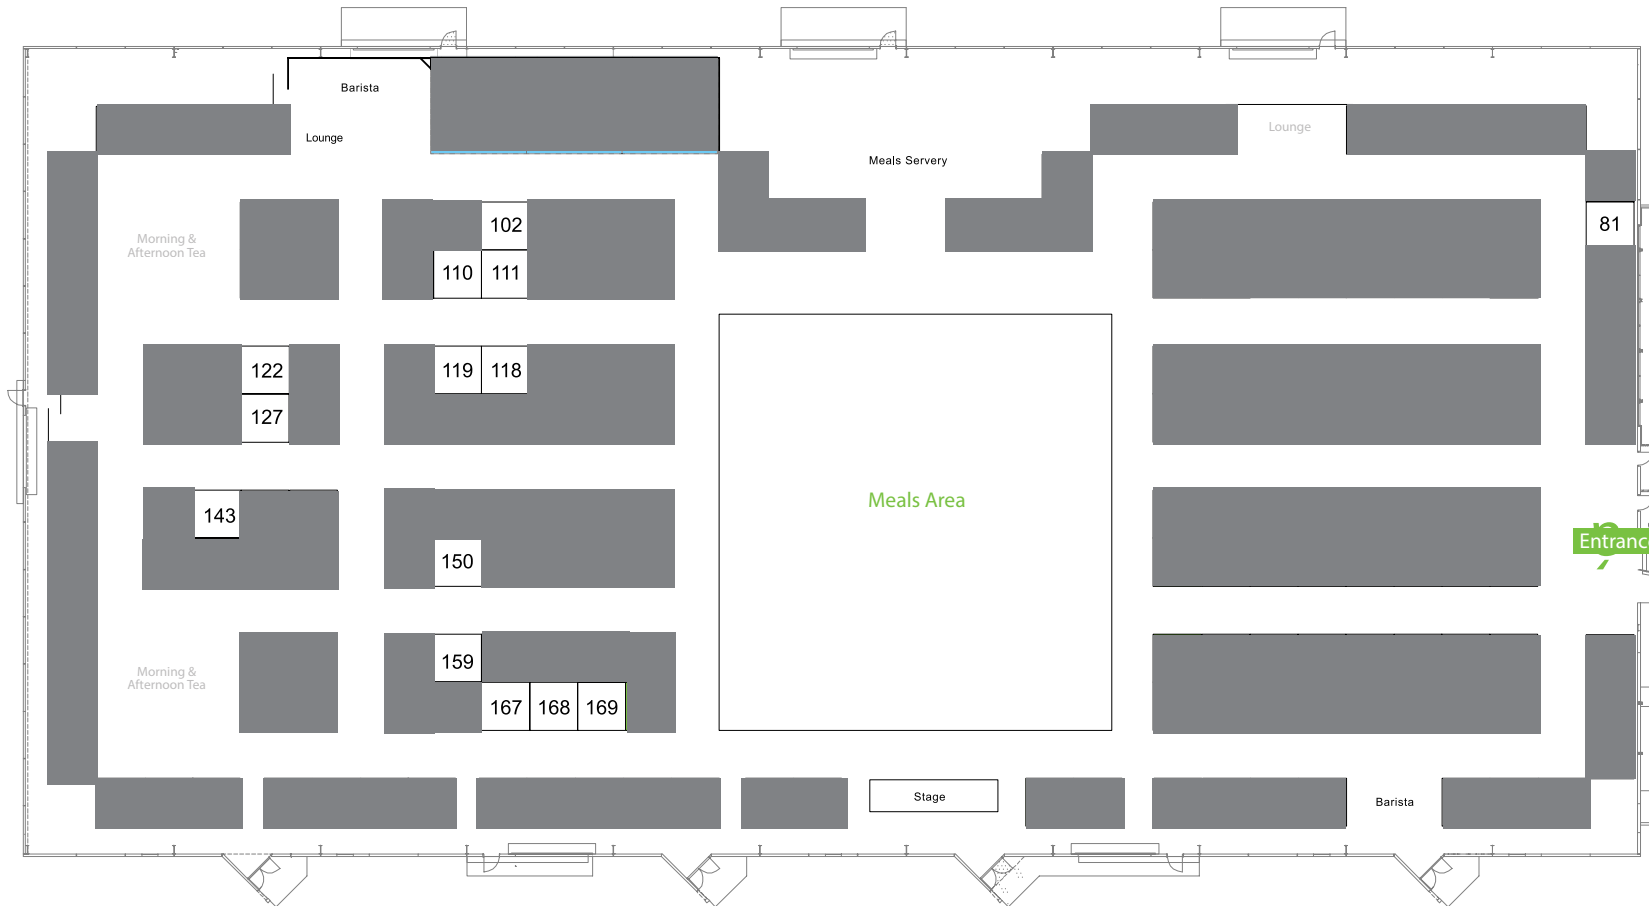 Barista
Lounge
Lounge
Meals Servery
102
81
Morning &
Afternoon Tea
110
111
122
119
118
127
Meals Area
143
Entrance
150
159
Morning &
Afternoon Tea
167
168
169
Stage
Barista